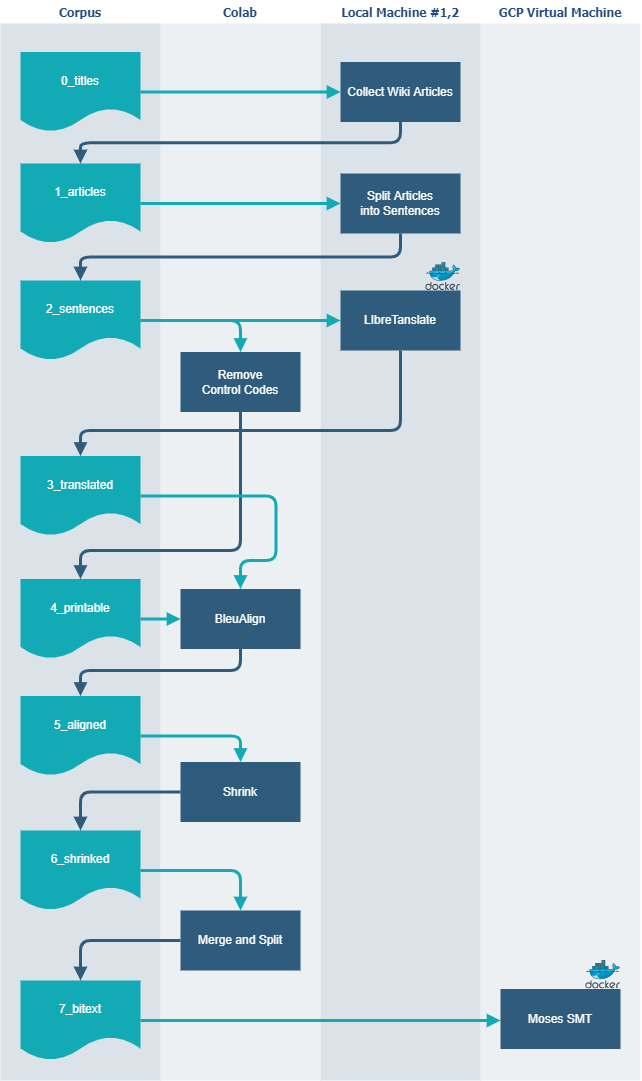 Corpus
Colab
Local Machine #1,2
GCP Virtual Machine
0_titles
Collect Wiki Articles
1_articles
Split Articles
into Sentences
docker
2_sentences
LIbreTanslate
Remove
Control Codes
3_translated
4_printable
BleuAlign
5_aligned
Shrink
6_shrinked
Merge and Split
docker
7_bitext
Moses SMT